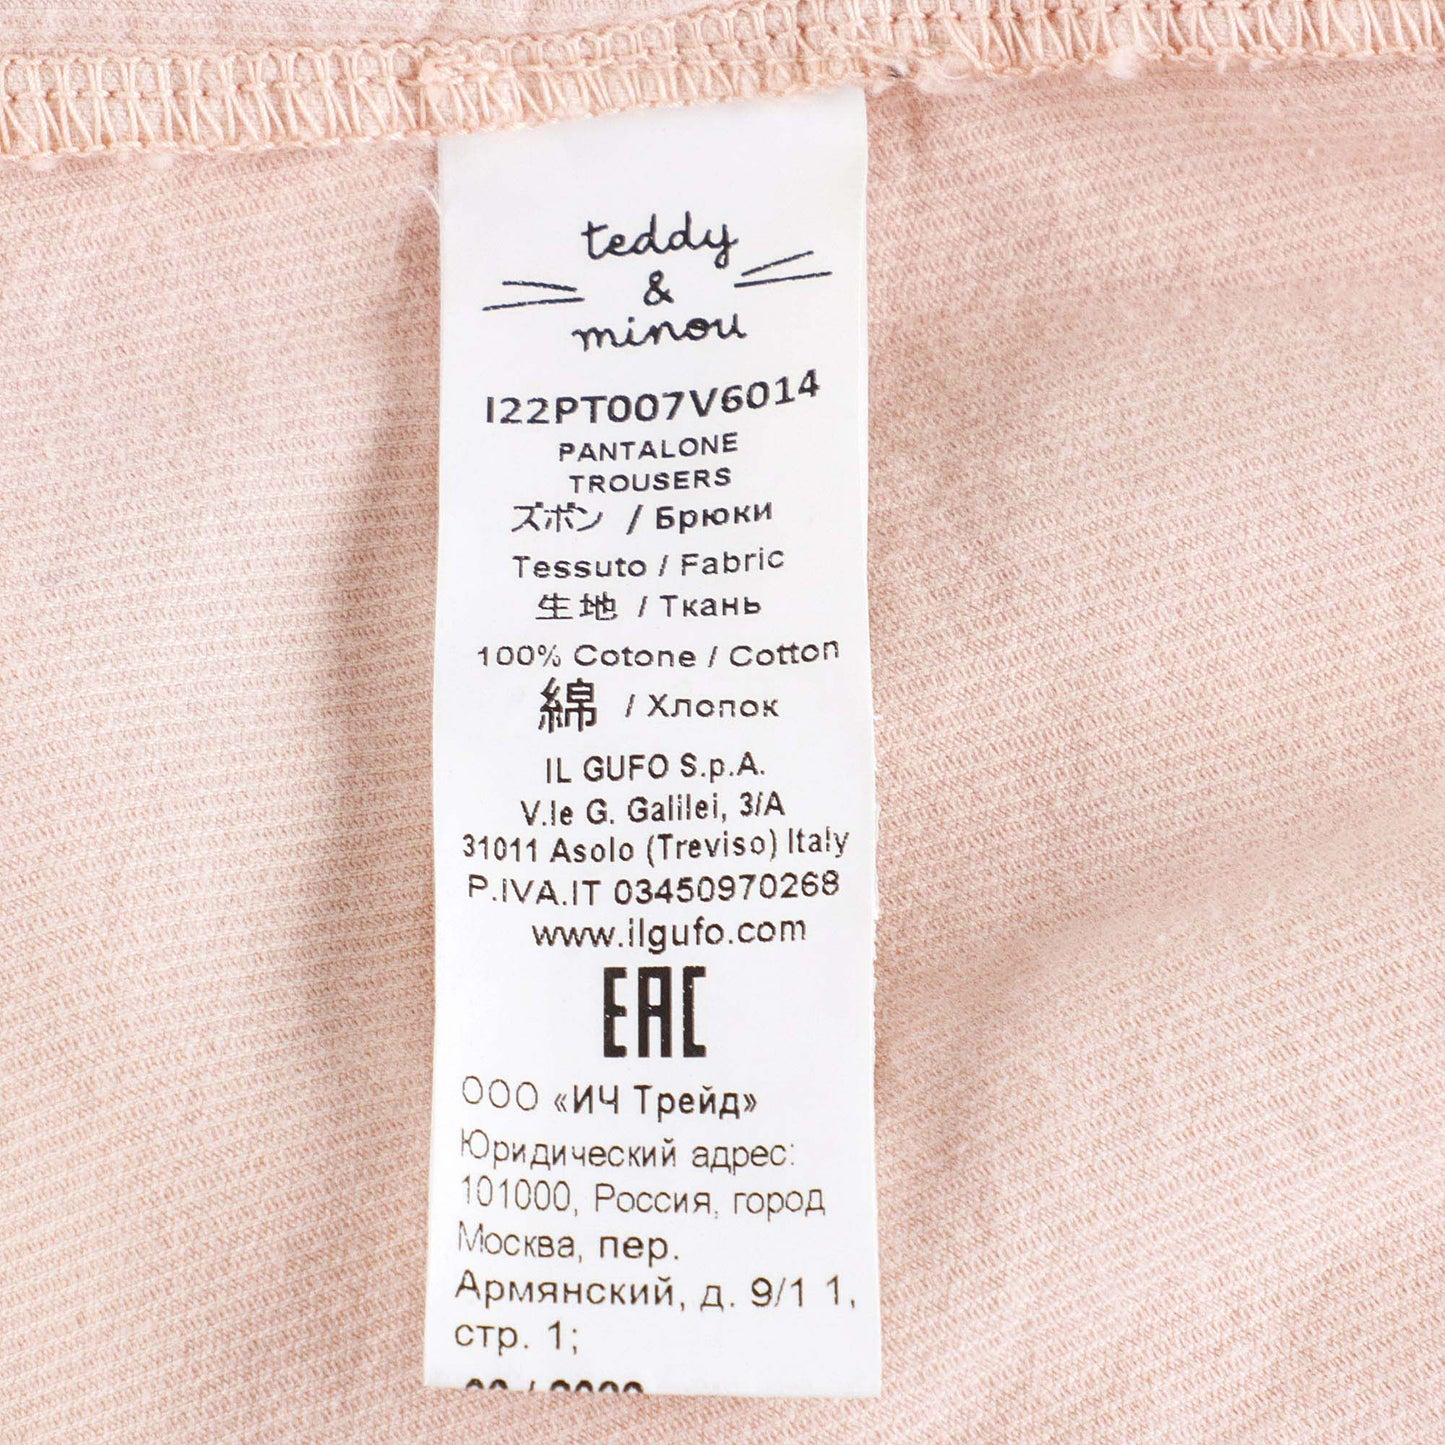 teddy
&
minou
I22PT007V6014
PANTALONE
TROUSERS
ズボン / Брюки
Tessuto / Fabric
生地 / Ткань
100% Cotone / Cotton
綿 / Хлопок
IL GUFO S.p.A.
V.le G. Galilei, 3/A
31011 Asolo (Treviso) Italy
P.IVA.IT 03450970268
www.ilgufo.com
EAC
ООО «ИЧ Трейд»
Юридический адрес:
101000, Россия, город
Москва, пер.
Армянский, д. 9/1 1,
стр. 1;